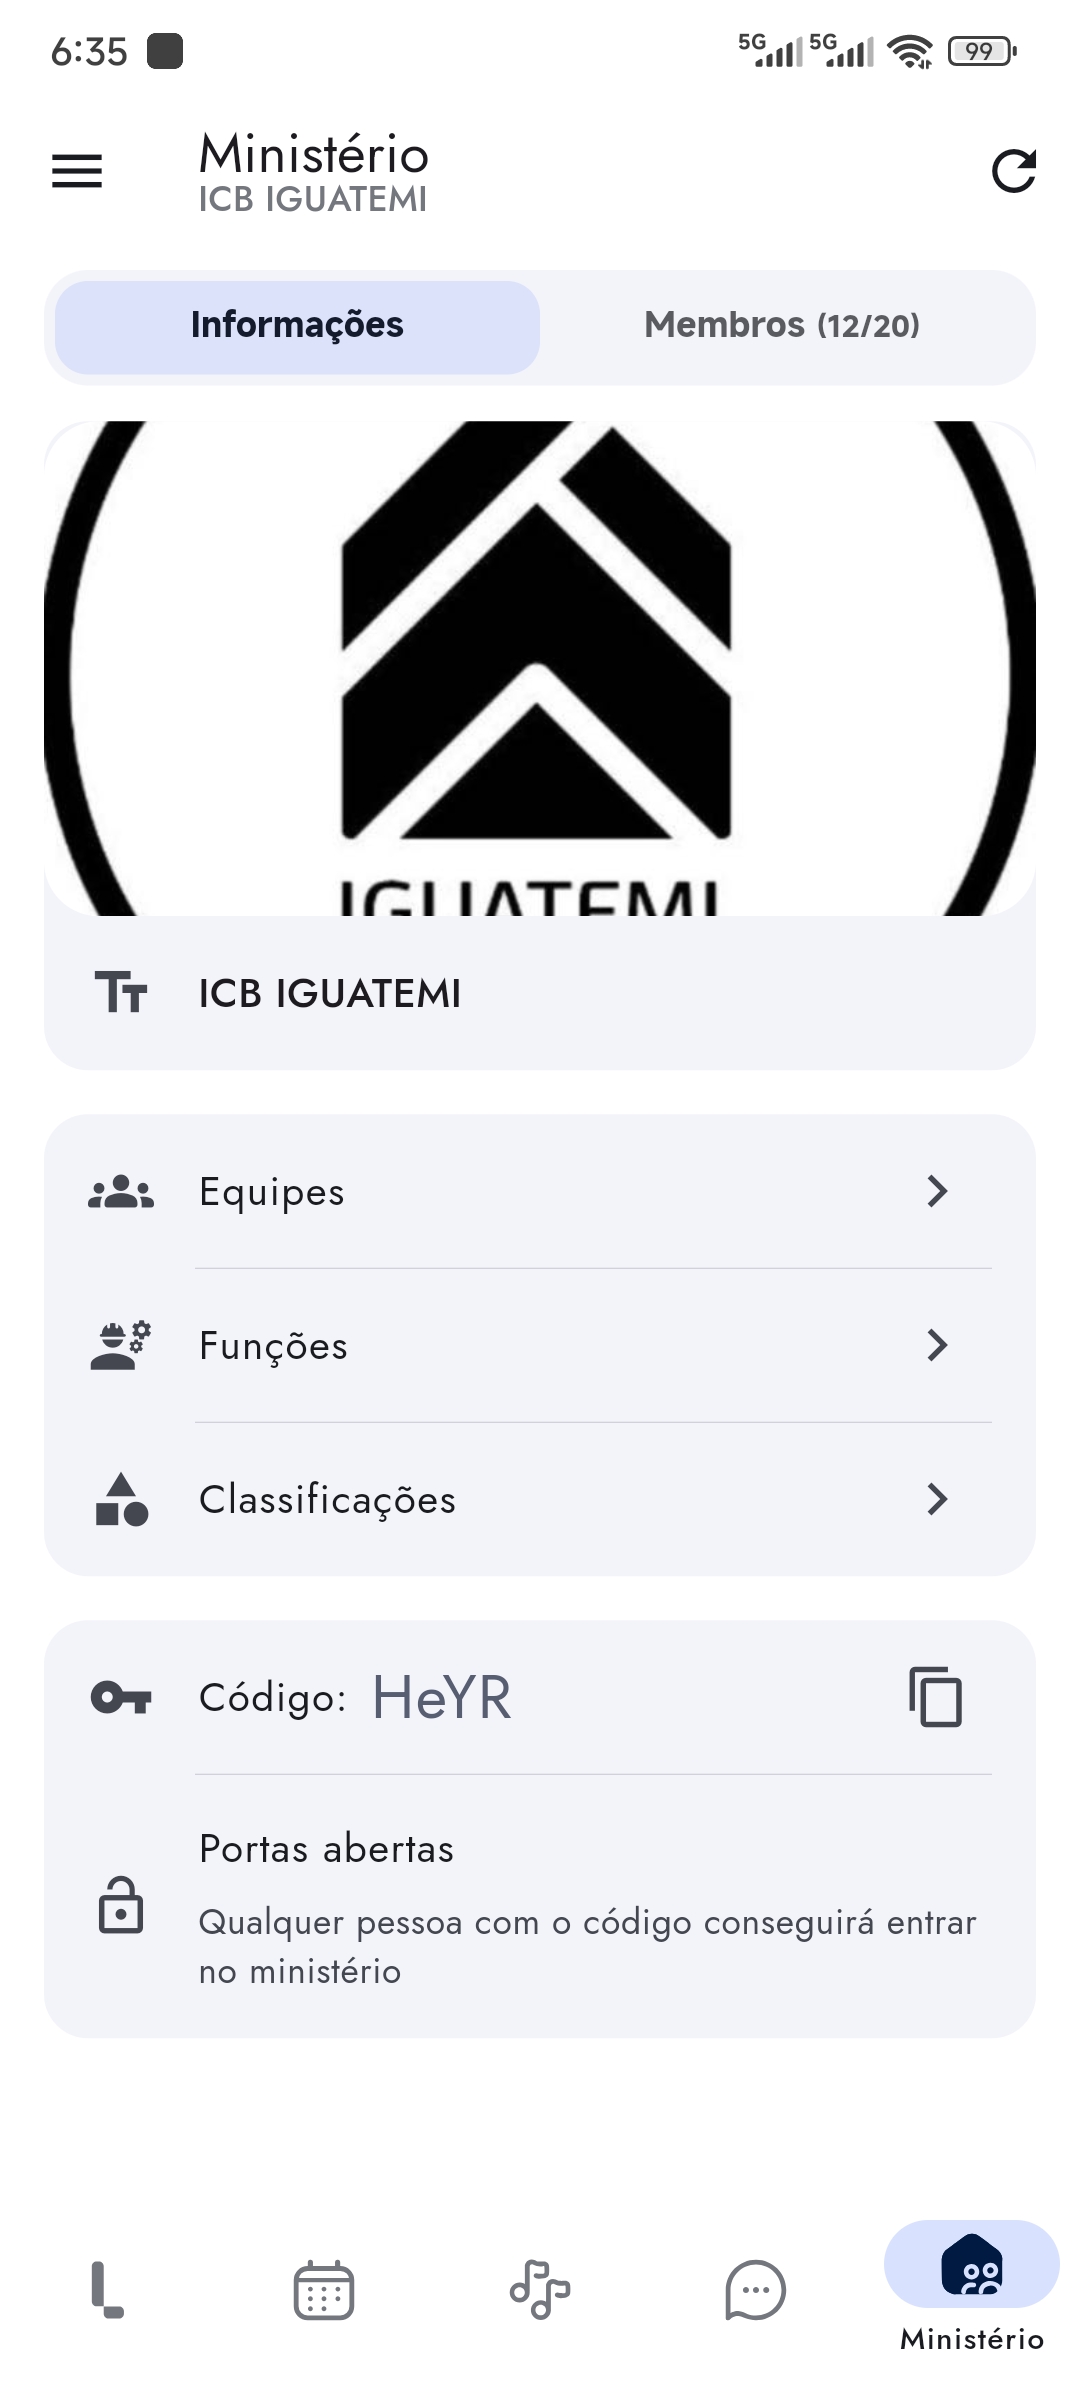 6:35
5G 5G 99
Ministério
ICB IGUATEMI
Informações
Membros (12/20)
IGUATEMI
ICB IGUATEMI
Equipes
Funções
Classificações
Código: HeYR
Portas abertas
Qualquer pessoa com o código conseguirá entrar
no ministério
Ministério